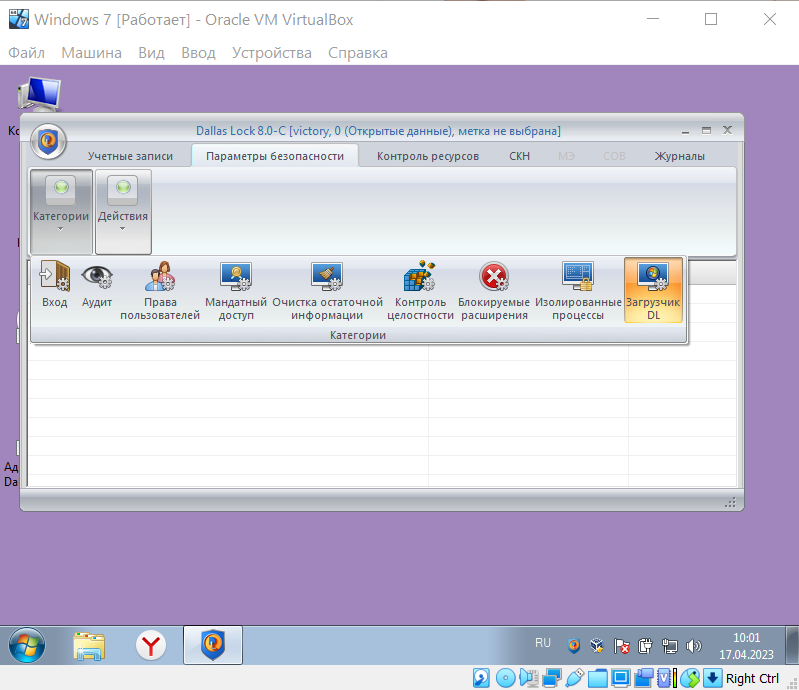 Windows 7 [Работает] - Oracle VM VirtualBox
Файл Машина Вид Ввод Устройства Справка
Dallas Lock 8.0-C [victory, 0 (Открытые данные), метка не выбрана]
Учетные записи Параметры безопасности Контроль ресурсов СКН МЭ СОВ Журналы
Категории Действия
Вход Аудит Права пользователей Мандатный доступ Очистка остаточной информации Контроль целостности Блокируемые расширения Изолированные процессы Загрузчик DL
Категории
Ад
Da
RU
10:01
17.04.2023
Right Ctrl